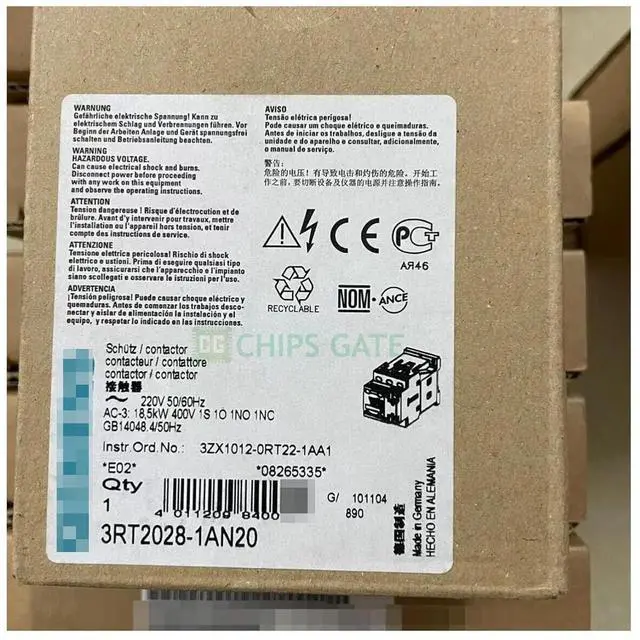 WARNUNG
Gefährliche elektrische Spannung! Kann zu
elektrischem Schlag und Verbrennungen führen. Vor
Beginn der Arbeiten Anlage und Gerät spannungsfrei
schalten und Betriebsanleitung beachten.
WARNING
HAZARDOUS VOLTAGE.
Can cause electrical shock and burns.
Disconnect power before proceeding
with any work on this equipment
and observe the operating instructions.
ATTENTION
Tension dangereuse ! Risque d'électrocution et de
brûlure. Avant d'y intervenir pour travaux, mettre
l'installation ou l'appareil hors tension, et tenir
compte des instructions de service.
ATTENZIONE
Tensione elettrica pericolosa! Rischio di shock
elettrico e ustioni. Prima di eseguire qualsiasi tipo
di lavoro, assicurarsi che l'apparecchio e l'impianto
siano scollegati e osservare le istruzioni per l'uso.
ADVERTENCIA
¡Tensión peligrosa! Puede causar choque eléctrico y
quemaduras. Antes de comenzar los trabajos desco-
nectar y aislar de alimentación la instalación y el
equipo, y respetar lo indicado en las instrucciones.
AVISO
Tensão elétrica perigosa!
Pode causar um choque elétrico e queimaduras.
Antes de iniciar os trabalhos, desligue a tensão
do aparelho e consultar, adicionalmente,
o manual de serviço.
警告:
危险的电压! 有导致电击和灼伤的危险。开始工
作之前,要切断设备及仪器的电源并注意操作指南。
CE
PCT
АЯ46
RECYCLABLE
NOM-ANCE
CG CHIPS GATE
Schütz / contactor
contacteur / contattore
contactor / contactor
接触器
~ 220V 50/60Hz
AC-3: 18,5kW 400V 1S 1O 1NO 1NC
GB14048.4/50Hz
Instr.Ord.No.: 3ZX1012-0RT22-1AA1
*E02* *08265335*
Qty
1
4 011209 8400
G/ 101104
890
3RT2028-1AN20
德国制造
Made in Germany
HECHO EN ALEMANIA